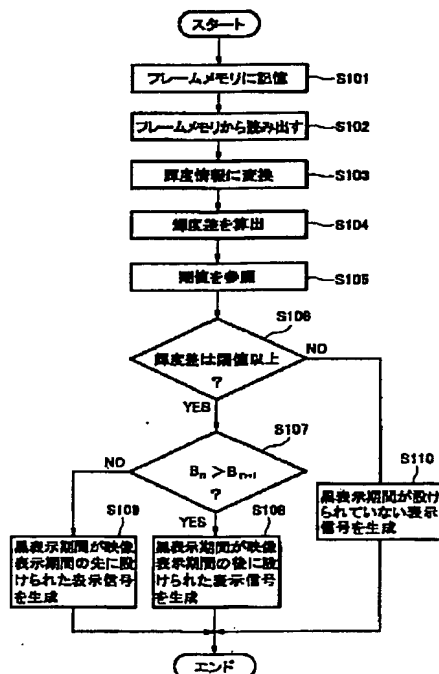 スタート
フレームメモリに記憶
S101
フレームメモリから読み出す
S102
輝度情報に変換
S103
輝度差を算出
S104
閾値を参照
S105
S106
輝度差は閾値以上
?
NO
YES
S107
Bn > Bn-1
?
NO
YES
S110
黒表示期間が設け
られていない表示
信号を生成
S109
黒表示期間が映像
表示期間の先に設
けられた表示信号
を生成
S108
黒表示期間が映像
表示期間の後に設
けられた表示信号
を生成
エンド